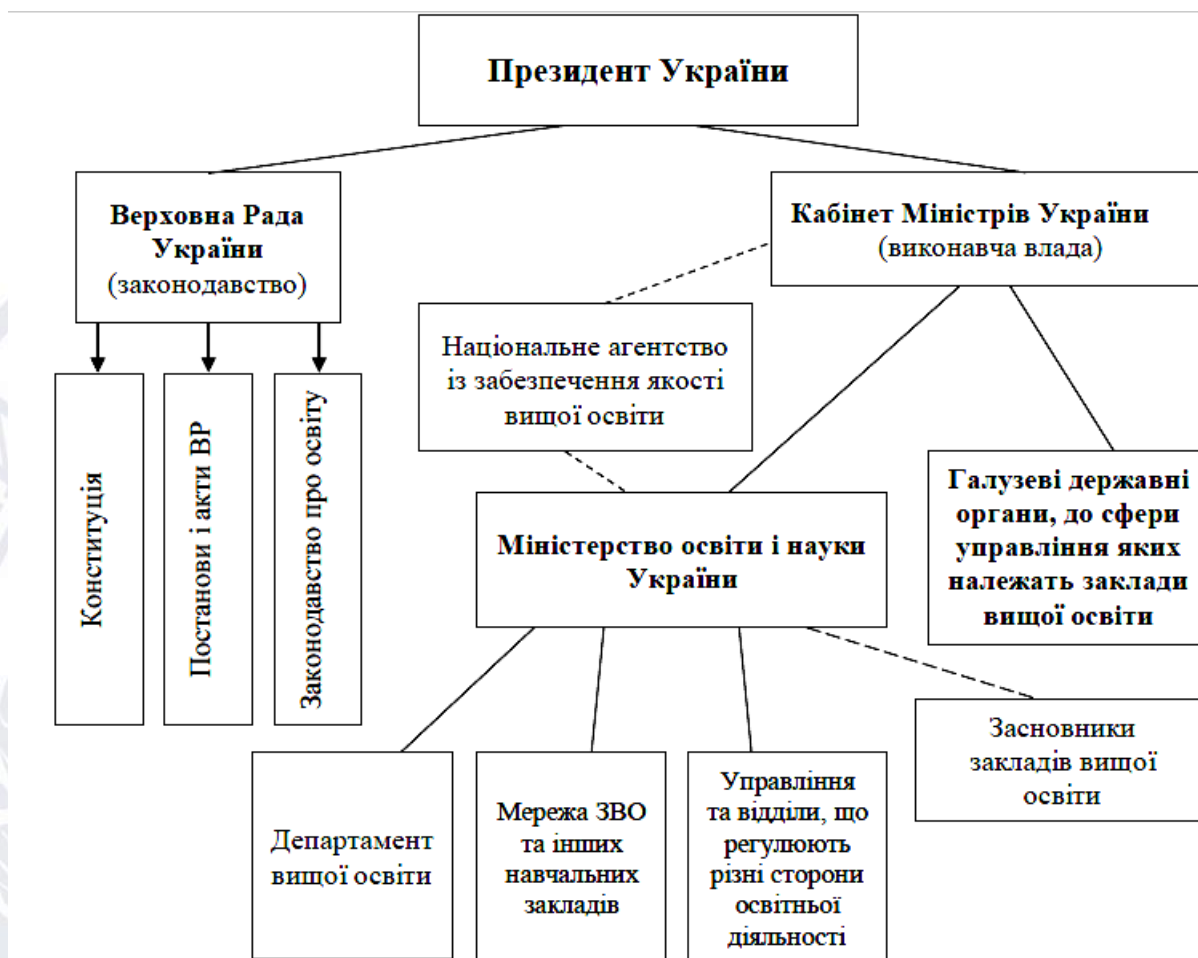 Президент України
Верховна Рада
України
(законодавство)
Кабінет Міністрів України
(виконавча влада)
Національне агентство
із забезпечення якості
вищої освіти
Конституція
Постанови і акти ВР
Законодавство про освіту
Міністерство освіти і науки
України
Галузеві державні
органи, до сфери
управління яких
належать заклади
вищої освіти
Засновники
закладів вищої
освіти
Департамент
вищої освіти
Мережа ЗВО
та інших
навчальних
закладів
Управління
та відділи, що
регулюють
різні сторони
освітньої
діяльності